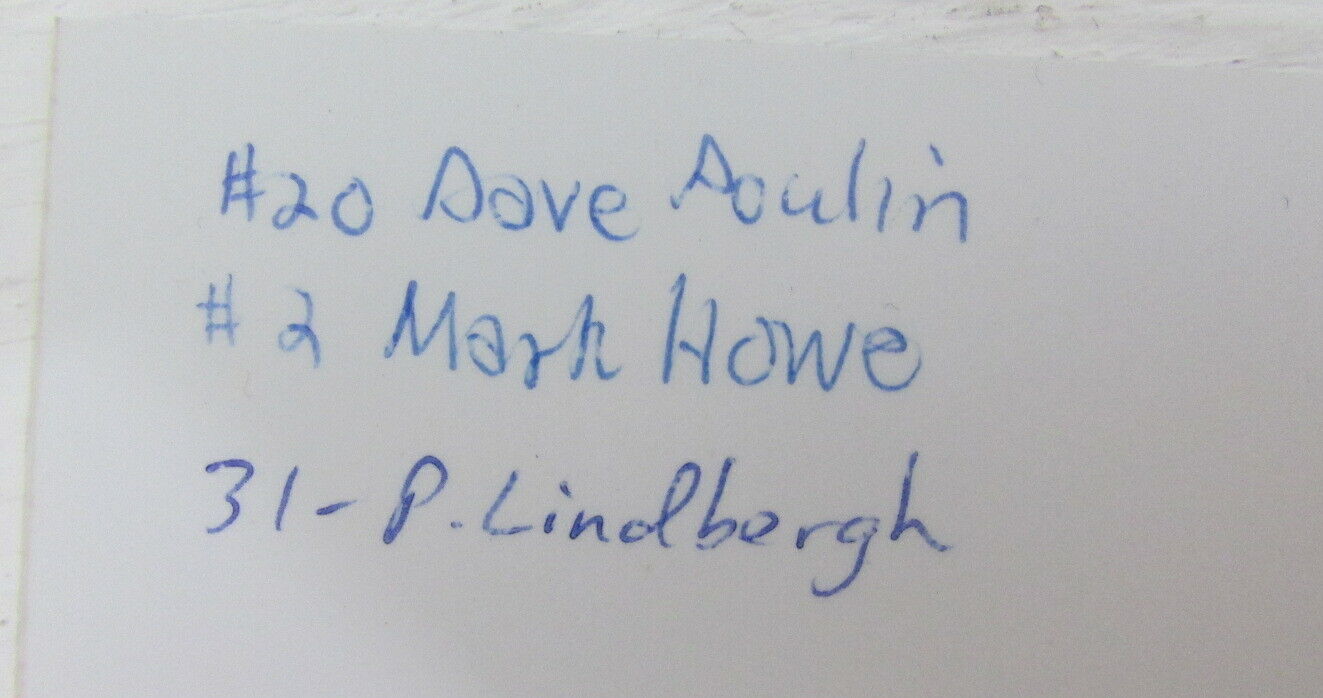 #20 Dave Poulin
#2 Mark Howe
31- P. Lindbergh